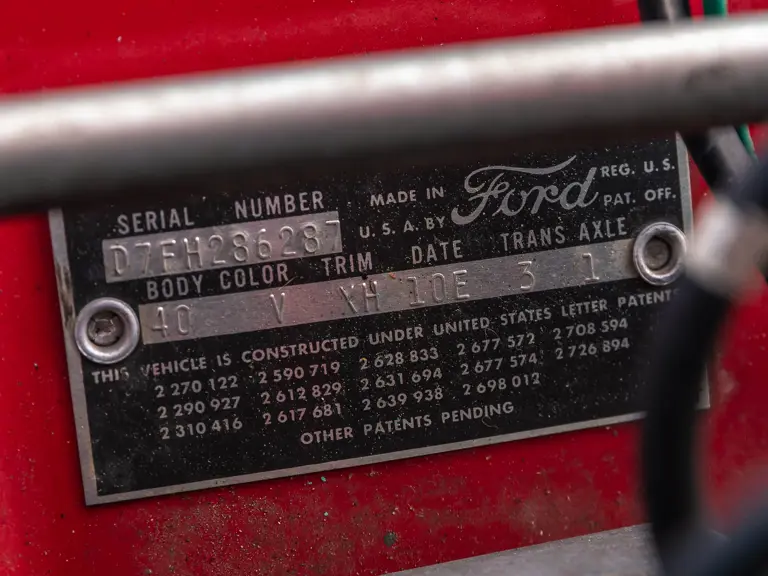 SERIAL NUMBER MADE IN Ford REG. U.S.
D7FH286287 U. S. A. BY PAT. OFF.
BODY COLOR TRIM DATE TRANS AXLE
40 V XH 10E 3 1
THIS VEHICLE IS CONSTRUCTED UNDER UNITED STATES LETTER PATENTS
2 270 122 2 590 719 2 628 833 2 677 572 2 708 594
2 290 927 2 612 829 2 631 694 2 677 574 2 726 894
2 310 416 2 617 681 2 639 938 2 698 012
OTHER PATENTS PENDING